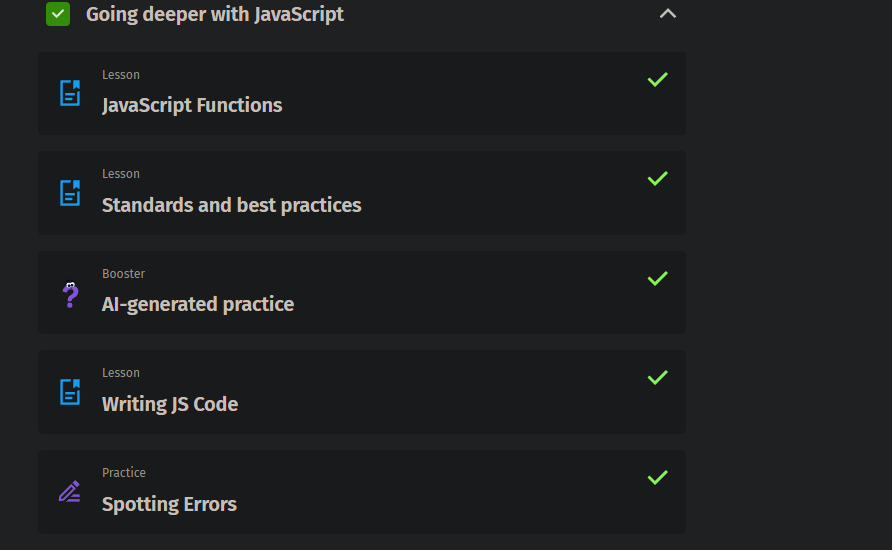 Going deeper with JavaScript
Lesson
JavaScript Functions
Lesson
Standards and best practices
Booster
AI-generated practice
Lesson
Writing JS Code
Practice
Spotting Errors